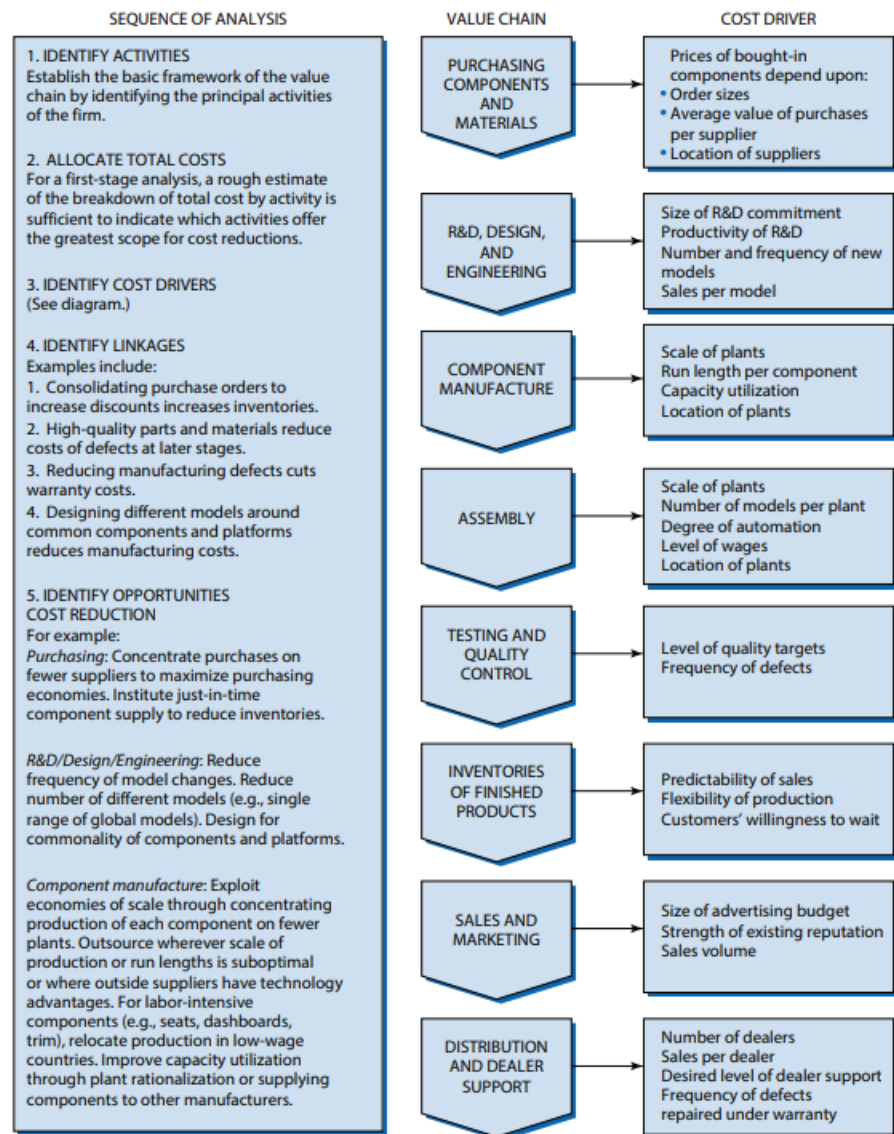 SEQUENCE OF ANALYSIS
1. IDENTIFY ACTIVITIES
Establish the basic framework of the value
chain by identifying the principal activities
of the firm.
2. ALLOCATE TOTAL COSTS
For a first-stage analysis, a rough estimate
of the breakdown of total cost by activity is
sufficient to indicate which activities offer
the greatest scope for cost reductions.
3. IDENTIFY COST DRIVERS
(See diagram.)
4. IDENTIFY LINKAGES
Examples include:
1. Consolidating purchase orders to
increase discounts increases inventories.
2. High-quality parts and materials reduce
costs of defects at later stages.
3. Reducing manufacturing defects cuts
warranty costs.
4. Designing different models around
common components and platforms
reduces manufacturing costs.
5. IDENTIFY OPPORTUNITIES
COST REDUCTION
For example:
Purchasing: Concentrate purchases on
fewer suppliers to maximize purchasing
economies. Institute just-in-time
component supply to reduce inventories.
R&D/Design/Engineering: Reduce
frequency of model changes. Reduce
number of different models (e.g., single
range of global models). Design for
commonality of components and platforms.
Component manufacture: Exploit
economies of scale through concentrating
production of each component on fewer
plants. Outsource wherever scale of
production or run lengths is suboptimal
or where outside suppliers have technology
advantages. For labor-intensive
components (e.g., seats, dashboards,
trim), relocate production in low-wage
countries. Improve capacity utilization
through plant rationalization or supplying
components to other manufacturers.
VALUE CHAIN
PURCHASING
COMPONENTS
AND
MATERIALS
R&D, DESIGN,
AND
ENGINEERING
COMPONENT
MANUFACTURE
ASSEMBLY
TESTING AND
QUALITY
CONTROL
INVENTORIES
OF FINISHED
PRODUCTS
SALES AND
MARKETING
DISTRIBUTION
AND DEALER
SUPPORT
COST DRIVER
Prices of bought-in
components depend upon:
• Order sizes
• Average value of purchases
per supplier
• Location of suppliers
Size of R&D commitment
Productivity of R&D
Number and frequency of new
models
Sales per model
Scale of plants
Run length per component
Capacity utilization
Location of plants
Scale of plants
Number of models per plant
Degree of automation
Level of wages
Location of plants
Level of quality targets
Frequency of defects
Predictability of sales
Flexibility of production
Customers' willingness to wait
Size of advertising budget
Strength of existing reputation
Sales volume
Number of dealers
Sales per dealer
Desired level of dealer support
Frequency of defects
repaired under warranty